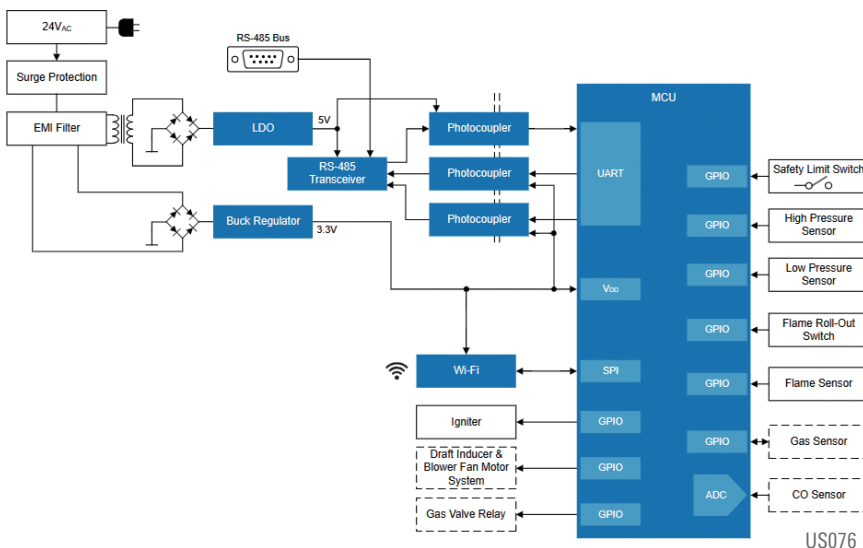 24VAC
Surge Protection
EMI Filter
RS-485 Bus
LDO
5V
RS-485
Transceiver
Buck Regulator
3.3V
Photocoupler
Photocoupler
Photocoupler
MCU
UART
VDD
Wi-Fi
SPI
Igniter
GPIO
Draft Inducer &
Blower Fan Motor
System
GPIO
Gas Valve Relay
GPIO
GPIO
Safety Limit Switch
GPIO
High Pressure
Sensor
GPIO
Low Pressure
Sensor
GPIO
Flame Roll-Out
Switch
GPIO
Flame Sensor
GPIO
Gas Sensor
ADC
CO Sensor
US076